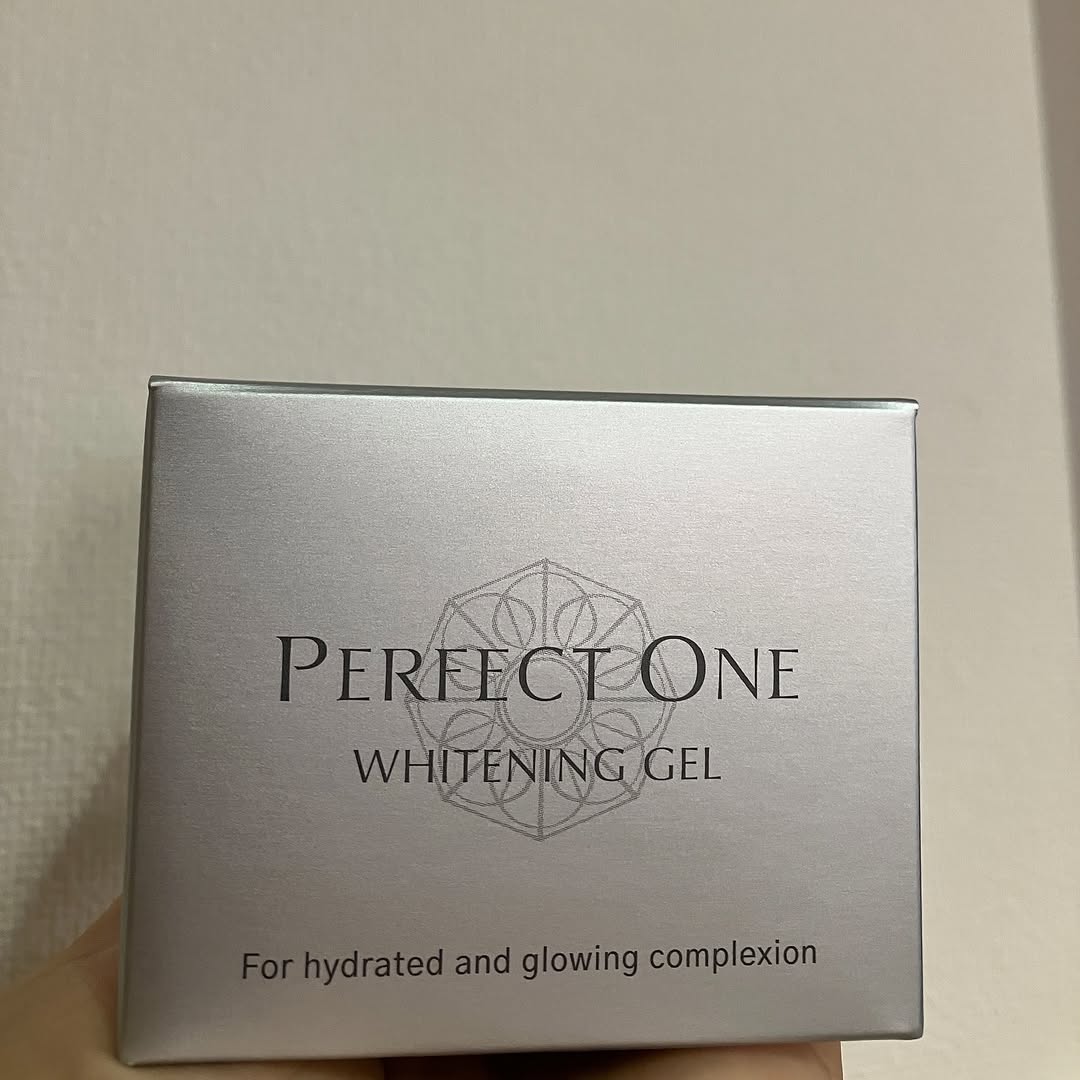 PERFECT ONE
WHITENING GEL
For hydrated and glowing complexion